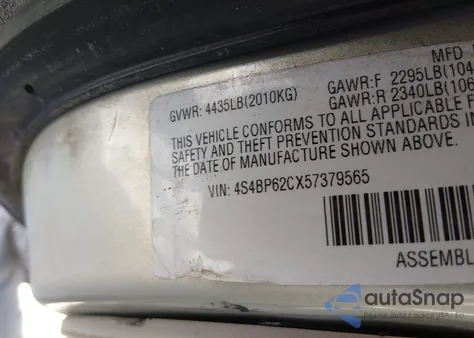 MFD
GVWR: 4435LB(2010KG) GAWR:F 2295LB(104
GAWR:R 2340LB(106
THIS VEHICLE CONFORMS TO ALL APPLICABLE
SAFETY AND THEFT PREVENTION STANDARDS IN
THE DATE OF MANUFACTURE SHOWN ABOVE.
VIN: 4S4BP62CX57379565
ASSEMBL
autoSnap